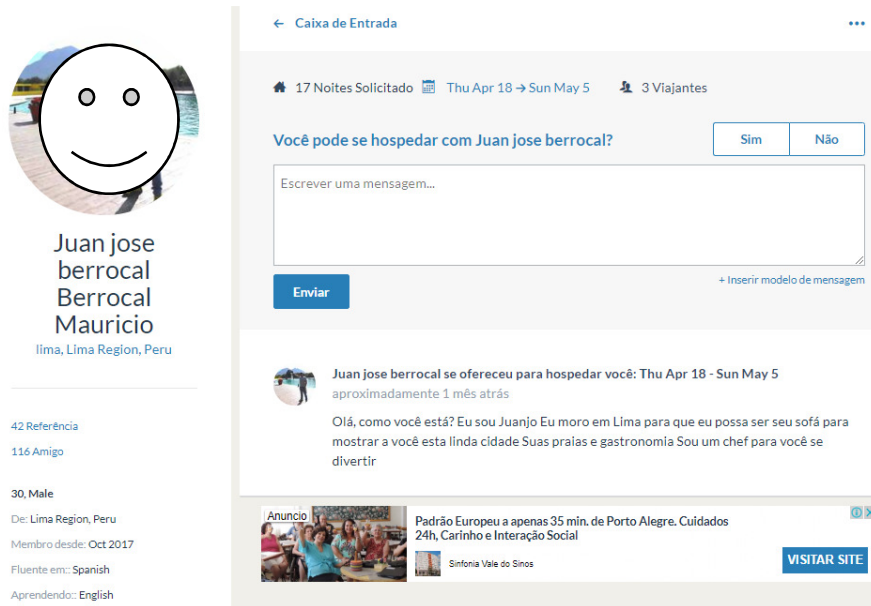 ← Caixa de Entrada
17 Noites Solicitado Thu Apr 18 → Sun May 5 3 Viajantes
Você pode se hospedar com Juan jose berrocal?
Sim Não
Escrever uma mensagem...
Enviar
+ Inserir modelo de mensagem
Juan jose
berrocal
Berrocal
Mauricio
lima, Lima Region, Peru
42 Referência
116 Amigo
30, Male
De: Lima Region, Peru
Membro desde: Oct 2017
Fluente em:: Spanish
Aprendendo:: English
Juan jose berrocal se ofereceu para hospedar você: Thu Apr 18 - Sun May 5
aproximadamente 1 mês atrás
Olá, como você está? Eu sou Juanjo Eu moro em Lima para que eu possa ser seu sofá para
mostrar a você esta linda cidade Suas praias e gastronomia Sou um chef para você se
divertir
Anuncio
Padrão Europeu a apenas 35 min. de Porto Alegre. Cuidados
24h, Carinho e Interação Social
Sinfonia Vale do Sinos
VISITAR SITE